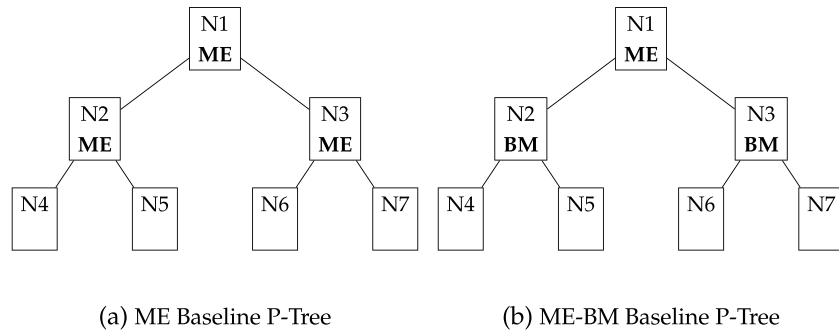 N1
ME
N2
ME
N3
ME
N4
N5
N6
N7
(a) ME Baseline P-Tree
N1
ME
N2
BM
N3
BM
N4
N5
N6
N7
(b) ME-BM Baseline P-Tree